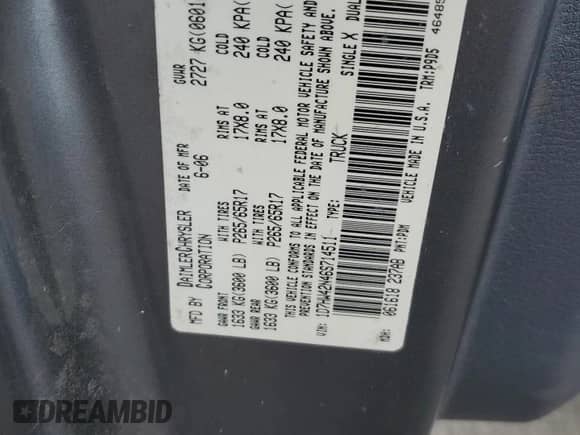 MFD BY DAIMLERCHRYSLER CORPORATION
DATE OF MFR 6-06
GVWR 2727 KG(
GAWR FRONT WITH TIRES RIMS AT COLD
1633 KG(3600 LB) P265/65R17 17X8.0 240 KPA(
GAWR REAR WITH TIRES RIMS AT COLD
1633 KG(3600 LB) P265/65R17 17X8.0 240 KPA(
THIS VEHICLE CONFORMS TO ALL APPLICABLE FEDERAL MOTOR VEHICLE SAFETY AND
PREVENTION STANDARDS IN EFFECT ON THE DATE OF MANUFACTURE SHOWN ABOVE.
VIN: 1D7HW42N46S714511 TYPE: TRUCK SINGLE X DUAL
MDH: 061618 237AB PNT:PDM VEHICLE MADE IN U.S.A. TRM:P9D5
DREAMBID